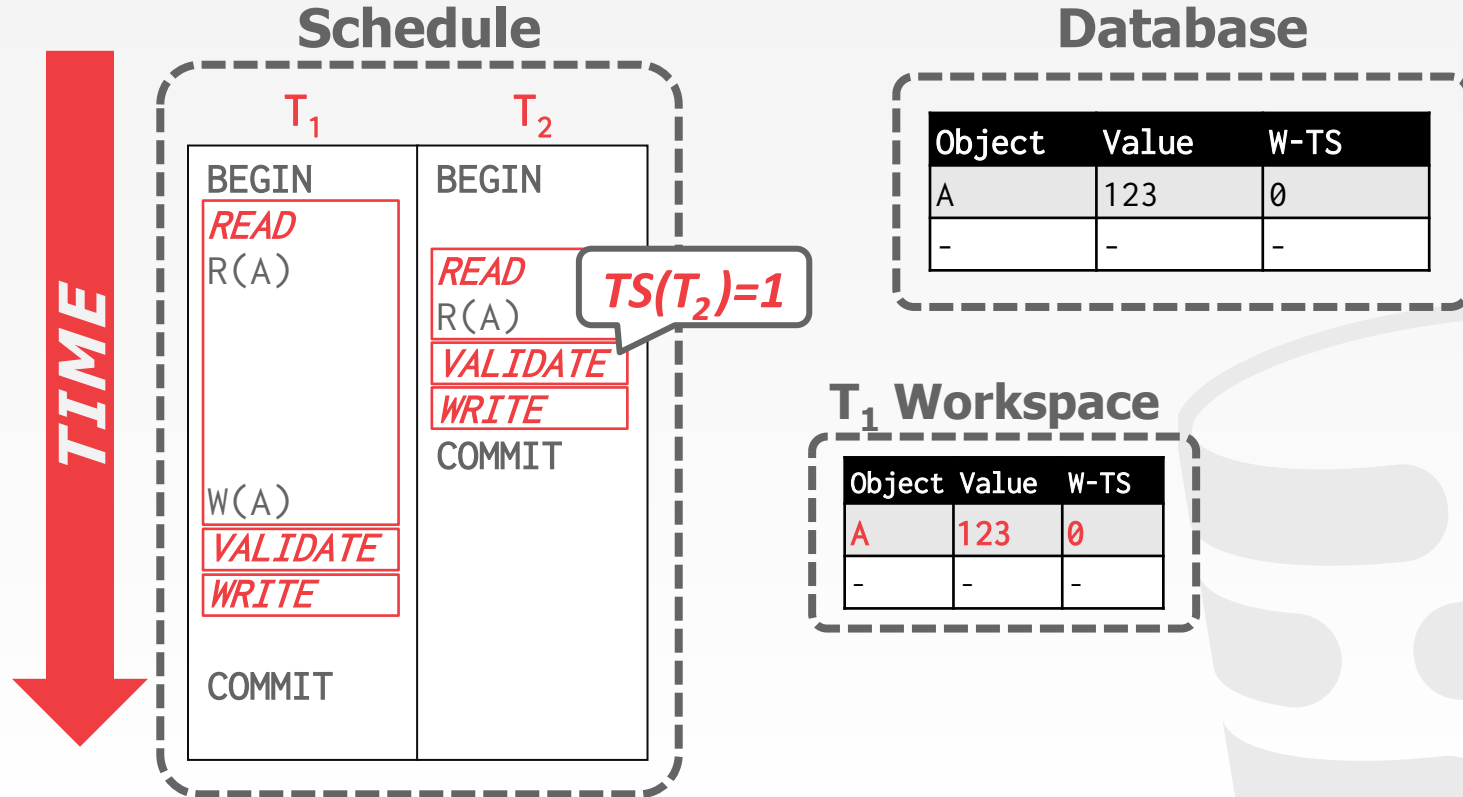 Schedule
TIME
T₁ T₂
BEGIN BEGIN
READ
R(A) READ
R(A)
TS(T₂)=1
VALIDATE
WRITE
COMMIT
W(A)
VALIDATE
WRITE
COMMIT
Database
Object Value W-TS
A 123 0
- - -
T₁ Workspace
Object Value W-TS
A 123 0
- - -